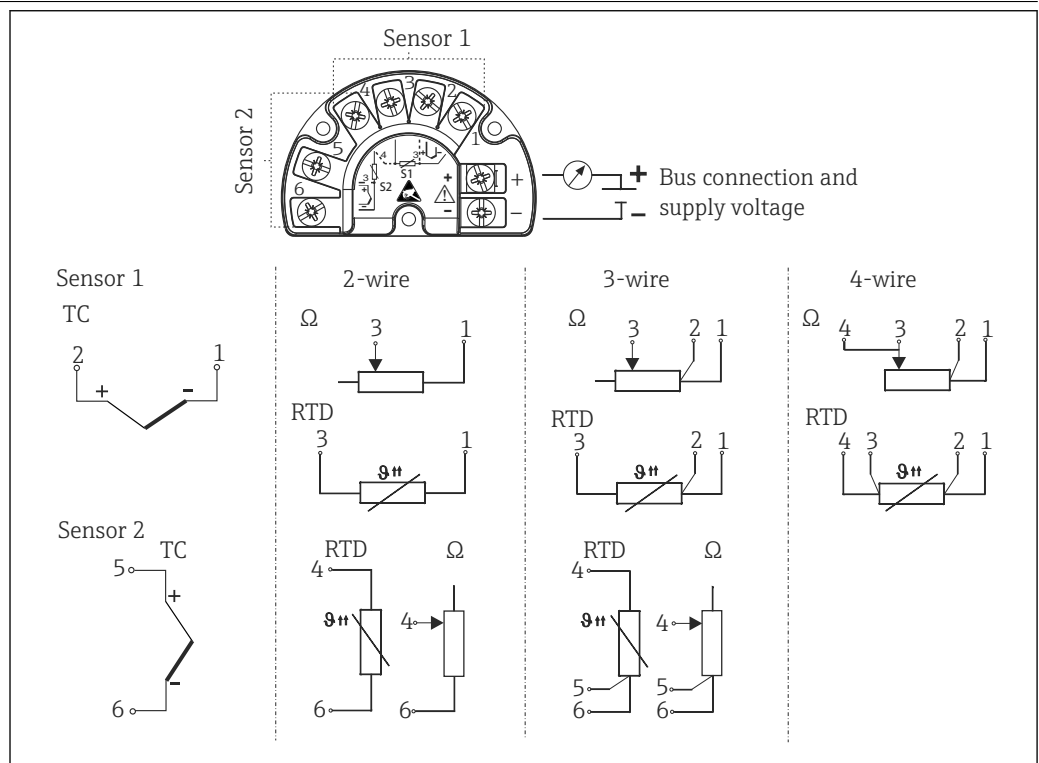 Sensor 1
Sensor 2
4 3 2
5 1
6
4 3 + -
S1
3 S2
+
+ -
-
+ Bus connection and
- supply voltage
Sensor 1 2-wire 3-wire 4-wire
TC
2 1
+ -
Ω
3 1
RTD
3 1
ϑ
Ω
3 2 1
RTD
3 2 1
ϑ
Ω
4 3 2 1
RTD
4 3 2 1
ϑ
Sensor 2
TC
5
+
-
6
RTD Ω
4
ϑ 4
6 6
RTD Ω
4
ϑ 4
5 5
6 6